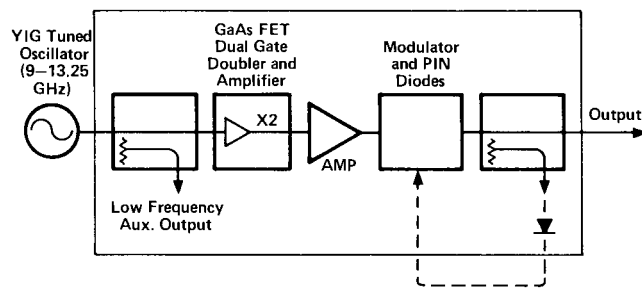 YIG Tuned
Oscillator
(9–13.25
GHz)
GaAs FET
Dual Gate
Doubler and
Amplifier
Modulator
and PIN
Diodes
X2
AMP
Output
Low Frequency
Aux. Output